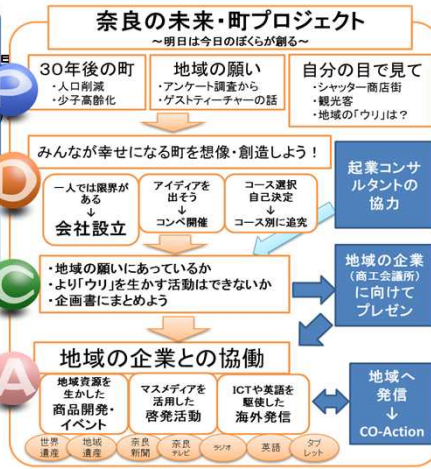 奈良の未来・町プロジェクト
～明日は今日のぼくらが創る～
P
30年後の町
・人口削減
・少子高齢化
地域の願い
・アンケート調査から
・ゲストティーチャーの話
自分の目で見て
・シャッター商店街
・観光客
・地域の「ウリ」は？
D
みんなが幸せになる町を想像・創造しよう！
一人では限界が
ある
↓
会社設立
アイディアを
出そう
↓
コンペ開催
コース選択
自己決定
↓
コース別に追究
起業コンサ
ルタントの
協力
C
・地域の願いにあっているか
・より「ウリ」を生かす活動はできないか
・企画書にまとめよう
地域の企業
（商工会議所）
に向けて
プレゼン
A
地域の企業との協働
地域資源を
生かした
商品開発・
イベント
マスメディアを
活用した
啓発活動
ICTや英語を
駆使した
海外発信
地域へ
発信
↓
CO-Action
世界
遺産
地域
遺産
奈良
新聞
奈良
テレビ
ラジオ
英語
タブ
レット